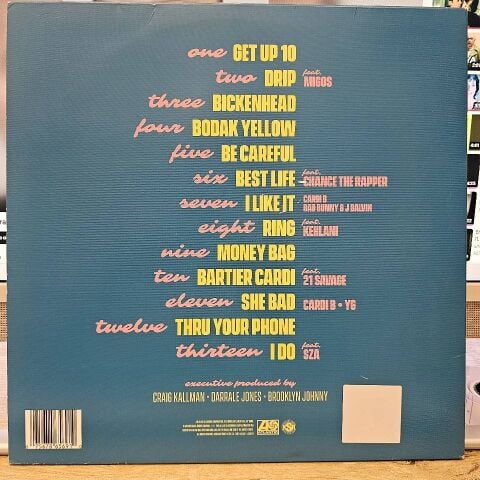 one GET UP 10
two DRIP feat. MIGOS
three BICKENHEAD
four BODAK YELLOW
five BE CAREFUL
six BEST LIFE feat. CHANCE THE RAPPER
seven I LIKE IT CARDI B
BAD BUNNY & J BALVIN
eight RING feat. KEHLANI
nine MONEY BAG
ten BARTIER CARDI feat. 21 SAVAGE
eleven SHE BAD CARDI B • YG
twelve THRU YOUR PHONE
thirteen I DO feat. SZA
executive produced by
CRAIG KALLMAN • DARRALE JONES • BROOKLYN JOHNNY
ATLANTIC